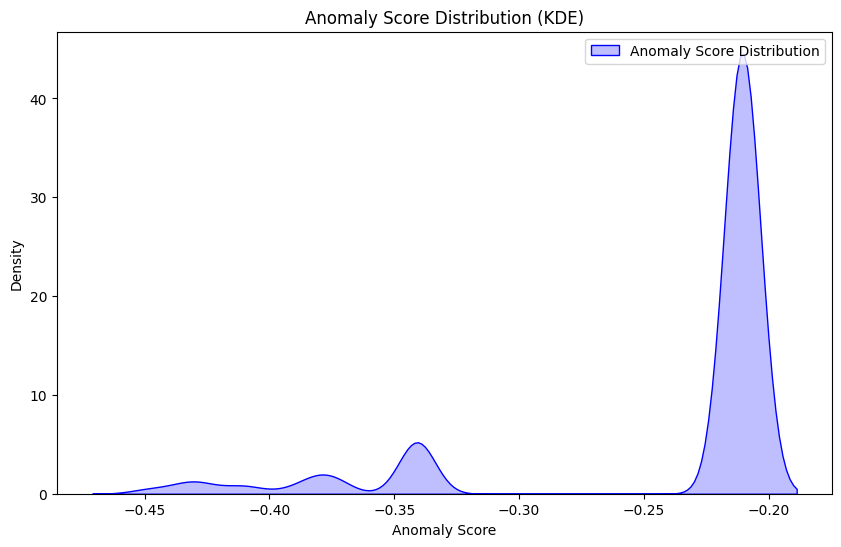 Anomaly Score Distribution (KDE)
Anomaly Score Distribution
Density
40
30
20
10
0
−0.45 −0.40 −0.35 −0.30 −0.25 −0.20
Anomaly Score